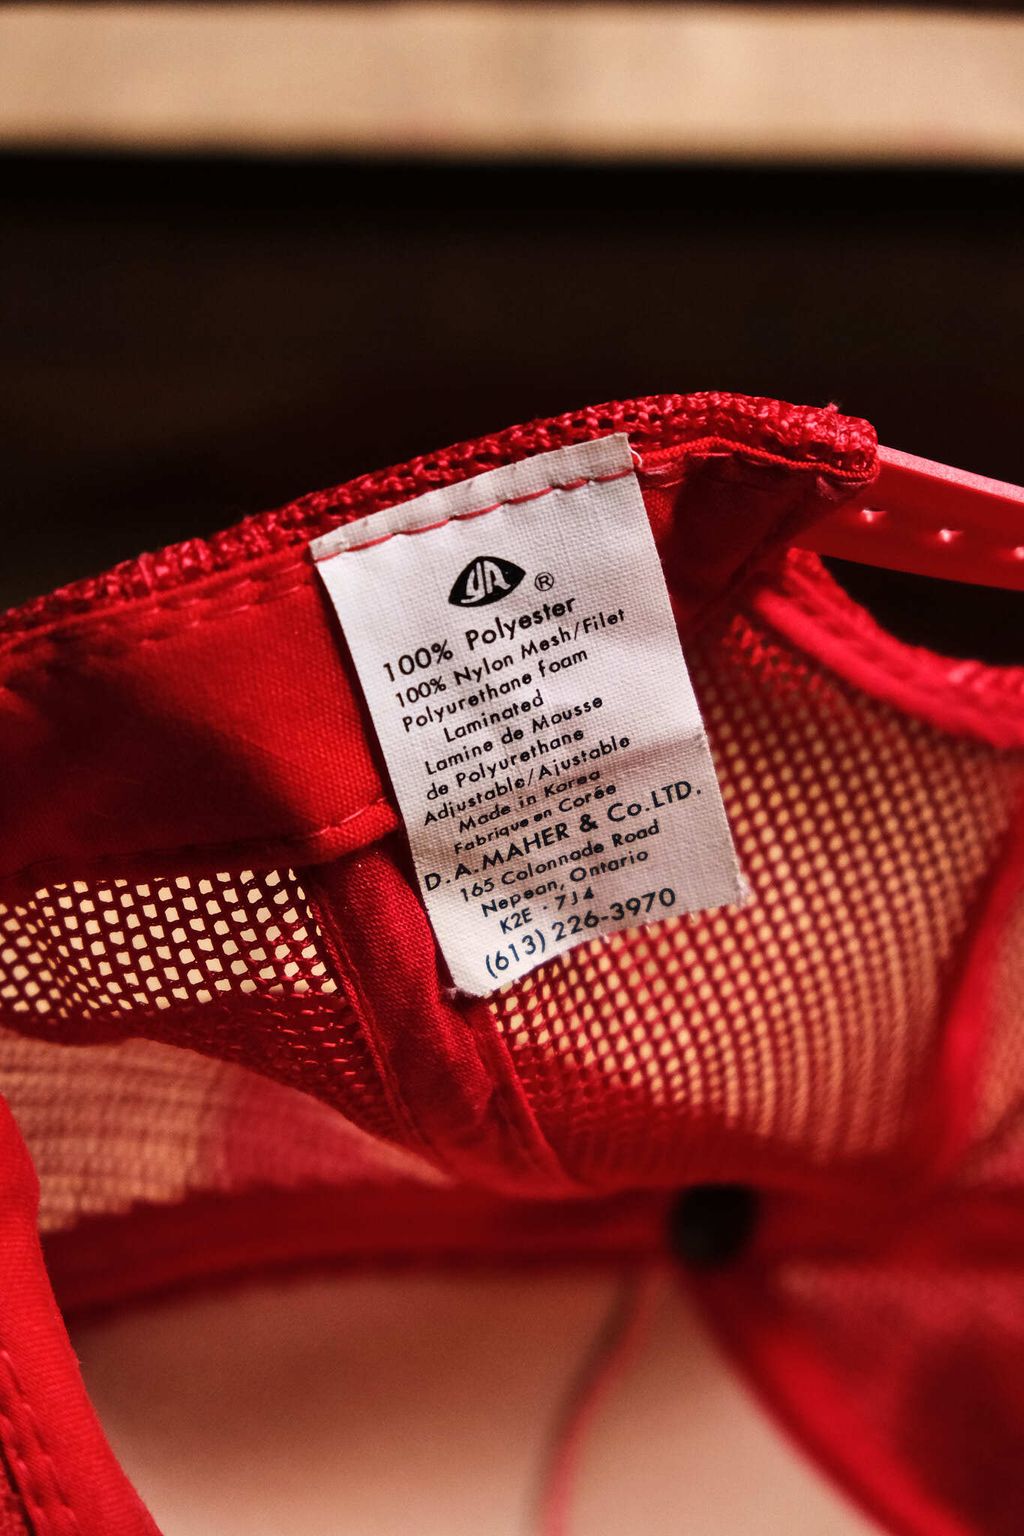 YA ®
100% Polyester
100% Nylon Mesh/Filet
Polyurethane foam
Laminated
Lamine de Mousse
de Polyurethane
Adjustable/Ajustable
Made in Korea
Fabrique en Corée
D.A.MAHER & Co.LTD.
165 Colonnade Road
Nepean, Ontario
K2E · 7J4
(613) 226-3970